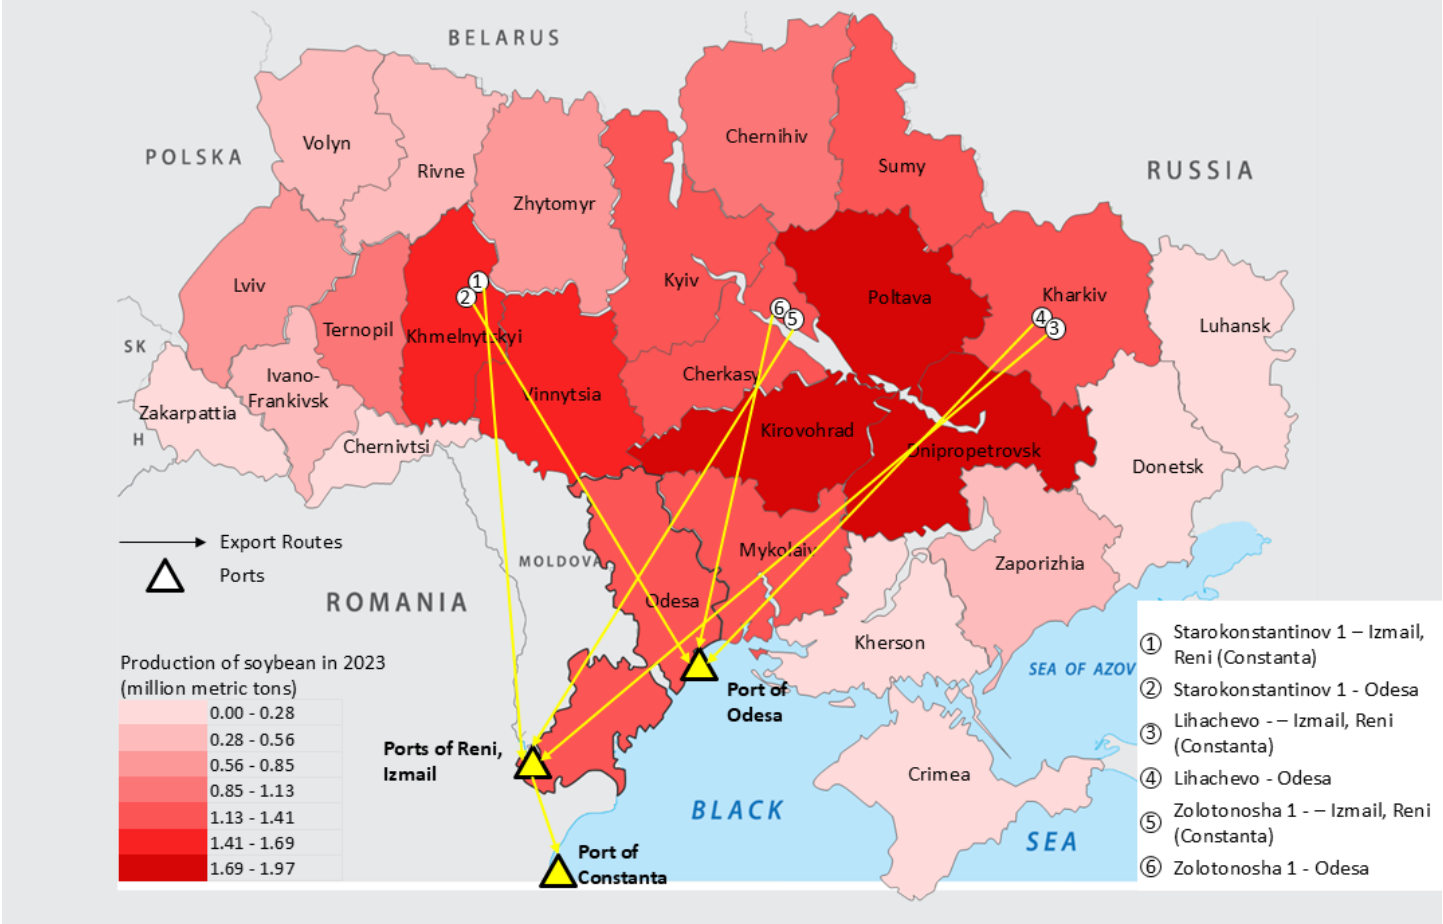 BELARUS
POLSKA
RUSSIA
Volyn
Rivne
Zhytomyr
Chernihiv
Sumy
Lviv
Ternopil
Khmelnytskyi
Kyiv
Poltava
Kharkiv
Luhansk
1
2
6
5
4
3
SK
H
Zakarpattia
Ivano-
Frankivsk
Chernivtsi
Vinnytsia
Cherkasy
Kirovohrad
Dnipropetrovsk
Donetsk
MOLDOVA
ROMANIA
Odesa
Mykolaiv
Zaporizhia
Kherson
Crimea
SEA OF AZOV
BLACK
SEA
Export Routes
Ports
Production of soybean in 2023
(million metric tons)
0.00 - 0.28
0.28 - 0.56
0.56 - 0.85
0.85 - 1.13
1.13 - 1.41
1.41 - 1.69
1.69 - 1.97
Ports of Reni,
Izmail
Port of
Odesa
Port of
Constanta
1 Starokonstantinov 1 – Izmail,
Reni (Constanta)
2 Starokonstantinov 1 - Odesa
3 Lihachevo - – Izmail, Reni
(Constanta)
4 Lihachevo - Odesa
5 Zolotonosha 1 - – Izmail, Reni
(Constanta)
6 Zolotonosha 1 - Odesa